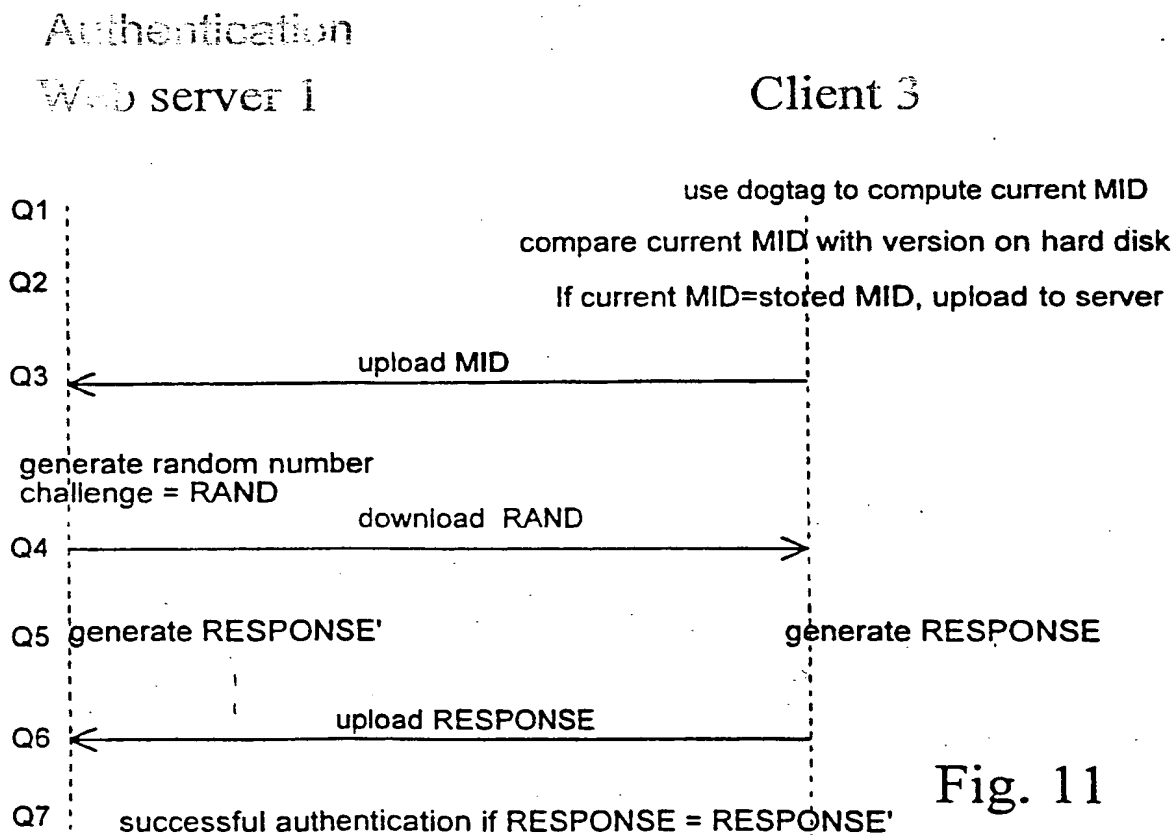 Authentication
Web server 1
Client 3
Q1
use dogtag to compute current MID
compare current MID with version on hard disk
Q2
If current MID=stored MID, upload to server
Q3
upload MID
generate random number
challenge = RAND
download RAND
Q4
Q5
generate RESPONSE'
generate RESPONSE
upload RESPONSE
Q6
Fig. 11
Q7
successful authentication if RESPONSE = RESPONSE'